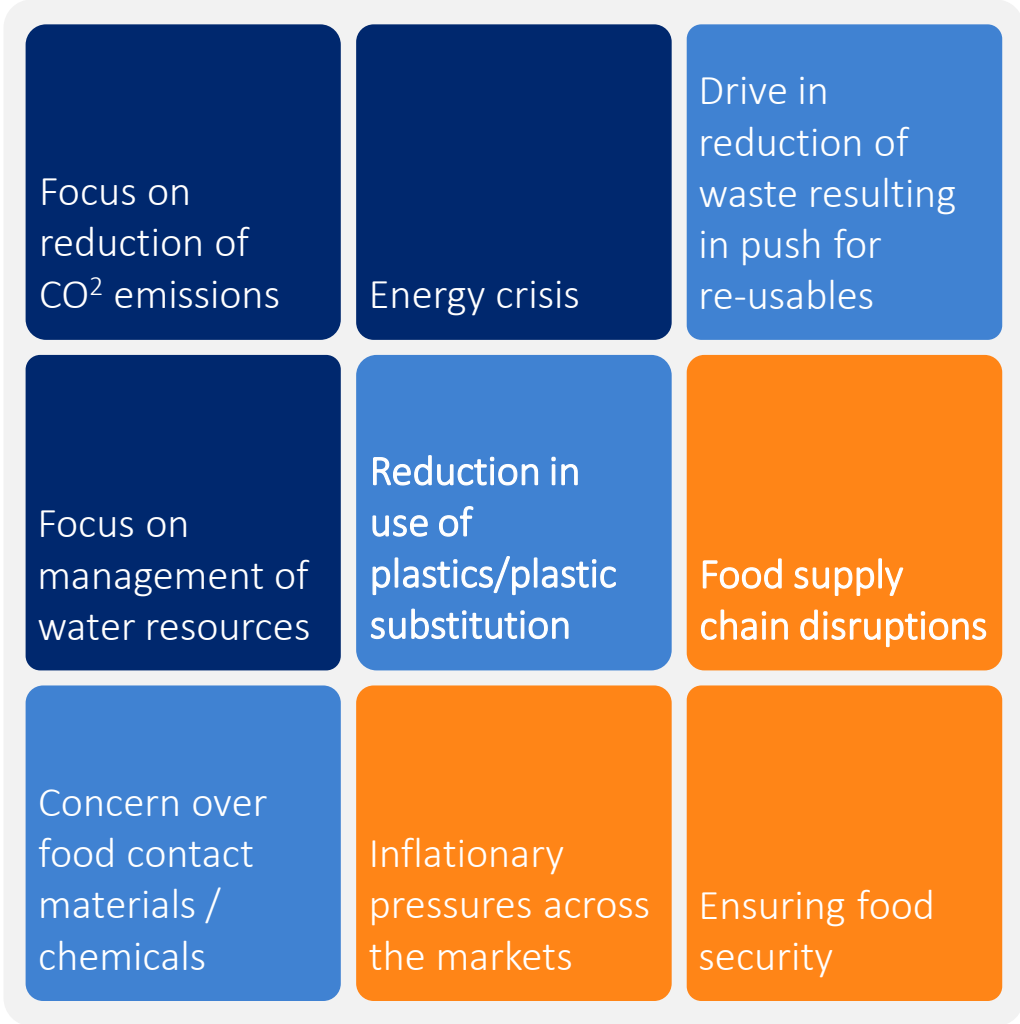 Focus on
reduction of
CO² emissions
Energy crisis
Drive in
reduction of
waste resulting
in push for
re-usables
Focus on
management of
water resources
Reduction in
use of
plastics/plastic
substitution
Food supply
chain disruptions
Concern over
food contact
materials /
chemicals
Inflationary
pressures across
the markets
Ensuring food
security